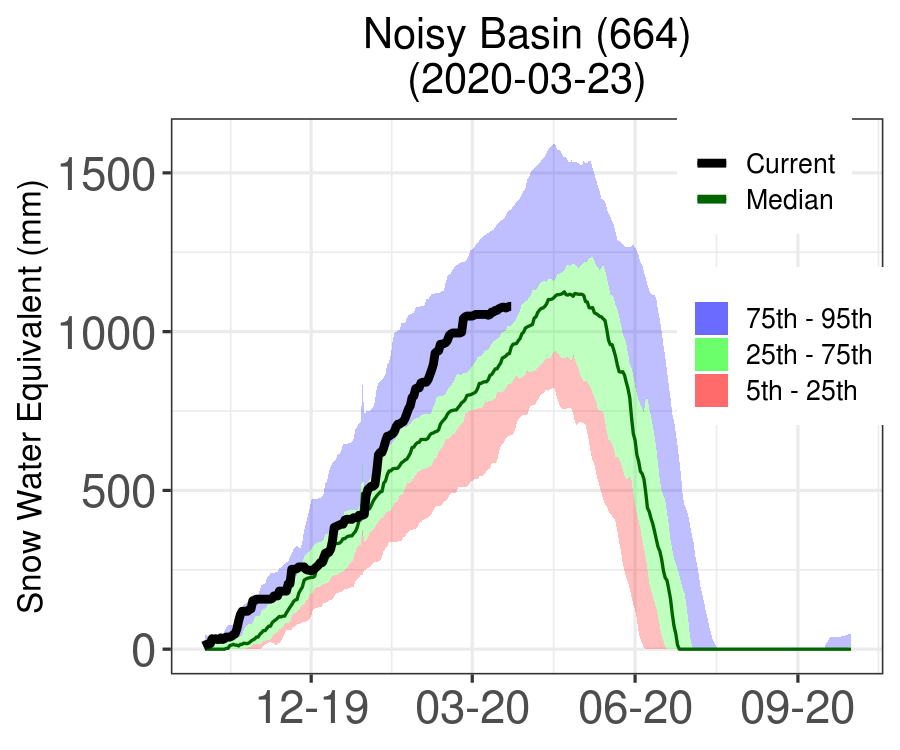 Noisy Basin (664)
(2020-03-23)
Snow Water Equivalent (mm)
1500
1000
500
0
12-19
03-20
06-20
09-20
Current
Median
75th - 95th
25th - 75th
5th - 25th